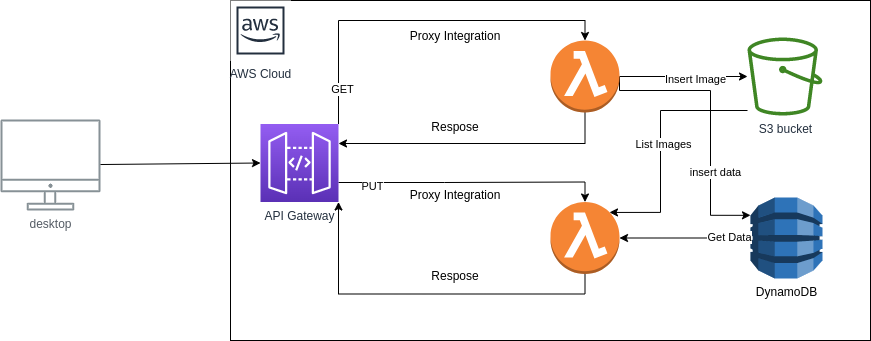 aws
AWS Cloud
Proxy Integration
GET
Insert Image
Respose
S3 bucket
List Images
insert data
PUT
Proxy Integration
API Gateway
desktop
Get Data
Respose
DynamoDB